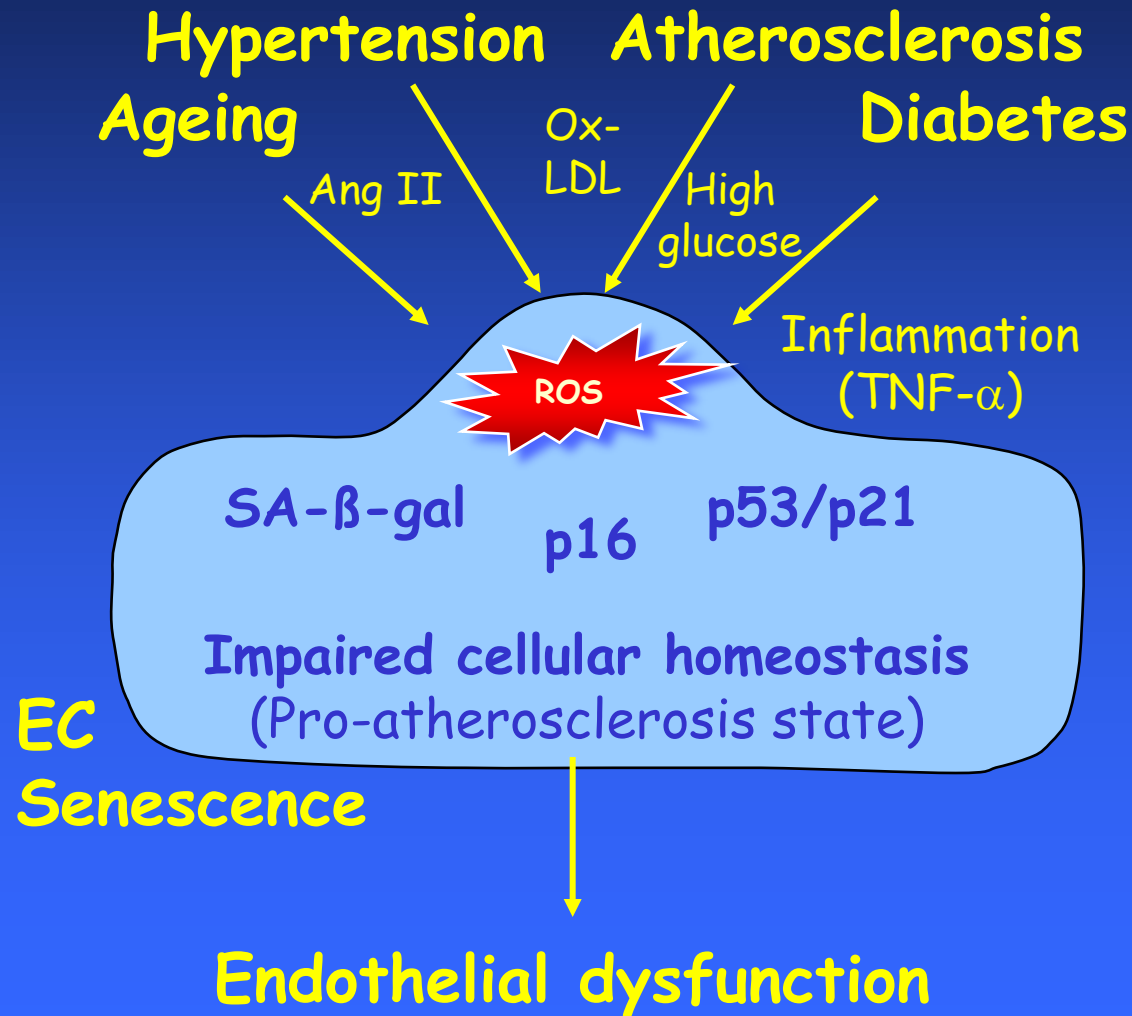 Hypertension Atherosclerosis
Ageing
Diabetes
Ox-
LDL
Ang II
High
glucose
Inflammation
(TNF-α)
ROS
SA-ß-gal
p16
p53/p21
Impaired cellular homeostasis
(Pro-atherosclerosis state)
EC
Senescence
Endothelial dysfunction